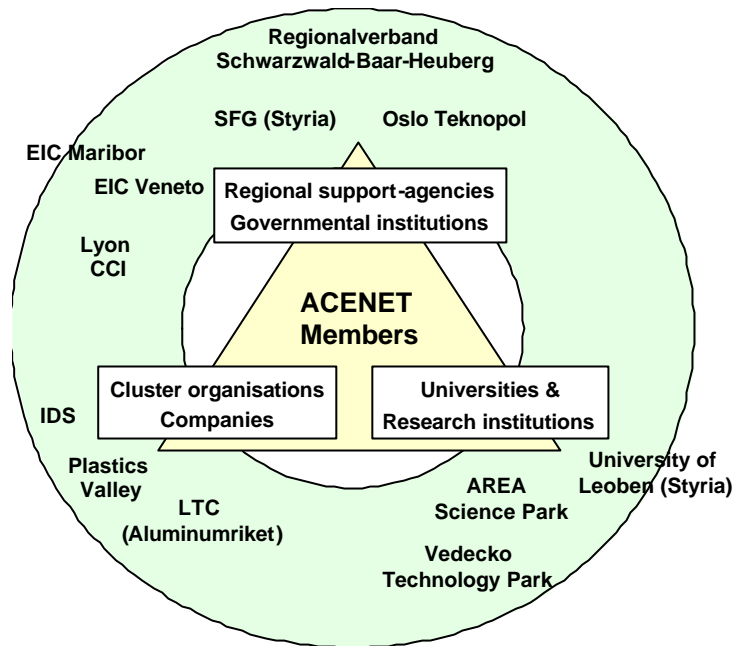 Regionalverband
Schwarzwald-Baar-Heuberg
SFG (Styria)
Oslo Teknopol
EIC Maribor
EIC Veneto
Regional support-agencies
Governmental institutions
Lyon
CCI
ACENET
Members
Cluster organisations
Companies
Universities &
Research institutions
IDS
Plastics
Valley
LTC
(Aluminumriket)
AREA
Science Park
University of
Leoben (Styria)
Vedecko
Technology Park